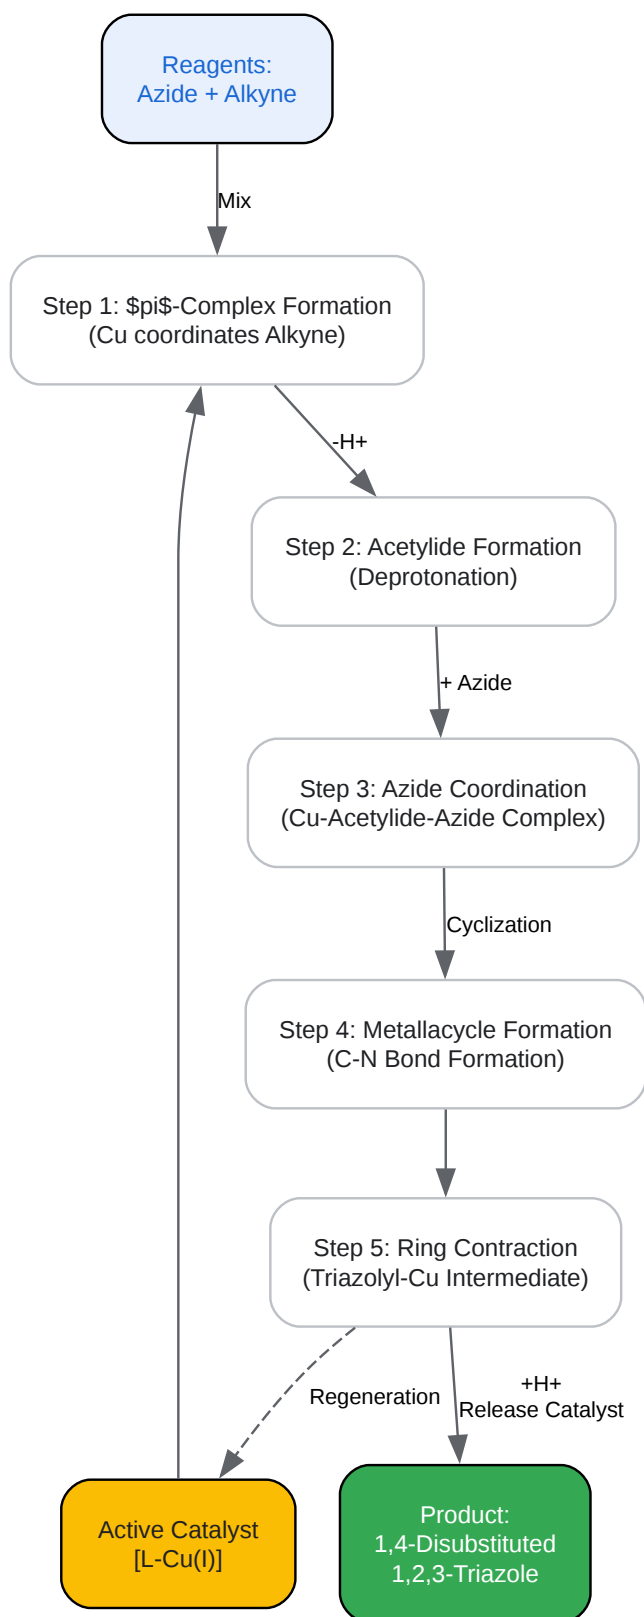 Reagents:
Azide + Alkyne
Mix
Step 1: $pi$-Complex Formation
(Cu coordinates Alkyne)
-H+
Step 2: Acetylide Formation
(Deprotonation)
+ Azide
Step 3: Azide Coordination
(Cu-Acetylide-Azide Complex)
Cyclization
Step 4: Metallacycle Formation
(C-N Bond Formation)
Step 5: Ring Contraction
(Triazolyl-Cu Intermediate)
Regeneration
+H+
Release Catalyst
Active Catalyst
[L-Cu(I)]
Product:
1,4-Disubstituted
1,2,3-Triazole